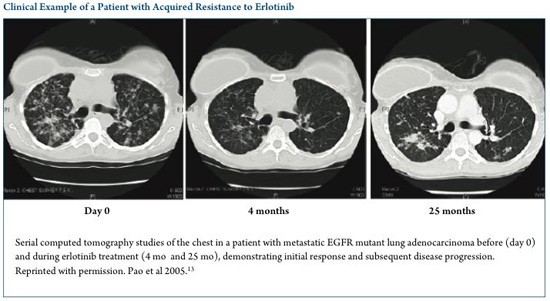 Clinical Example of a Patient with Acquired Resistance to Erlotinib
Day 0
4 months
25 months
Serial computed tomography studies of the chest in a patient with metastatic EGFR mutant lung adenocarcinoma before (day 0)
and during erlotinib treatment (4 mo and 25 mo), demonstrating initial response and subsequent disease progression.
Reprinted with permission. Pao et al 2005.13